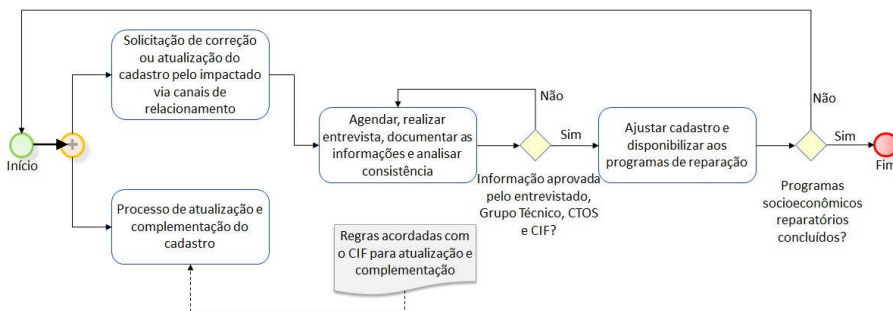 Solicitação de correção
ou atualização do
cadastro pelo impactado
via canais de
relacionamento
Não
Não
Agendar, realizar
entrevista, documentar as
informações e analisar
consistência
Sim
Ajustar cadastro e
disponibilizar aos
programas de reparação
Sim
Início
Fim
Informação aprovada
pelo entrevistado,
Grupo Técnico, CTOS
e CIF?
Programas
socioeconômicos
reparatórios
concluídos?
Processo de atualização e
complementação do
cadastro
Regras acordadas com
o CIF para atualização e
complementação